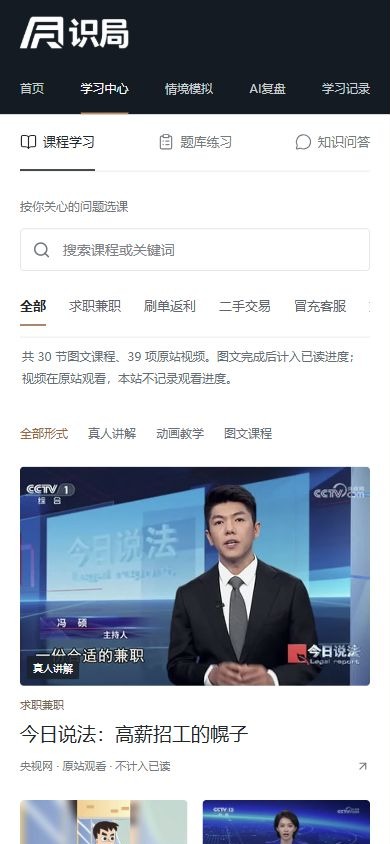 识局
首页 学习中心 情境模拟 AI复盘 学习记录
课程学习 题库练习 知识问答
按你关心的问题选课
搜索课程或关键词
全部 求职兼职 刷单返利 二手交易 冒充客服
共 30 节图文课程、39 项原站视频。图文完成后计入已读进度；
视频在原站观看，本站不记录观看进度。
全部形式 真人讲解 动画教学 图文课程
CCTV 1
综合
CCTV.com
今日说法
冯 硕
主持人
一份合适的兼职
今日说法
Legal report.
真人讲解
求职兼职
今日说法：高薪招工的幌子
央视网 · 原站观看 · 不计入已读
CCTV-13